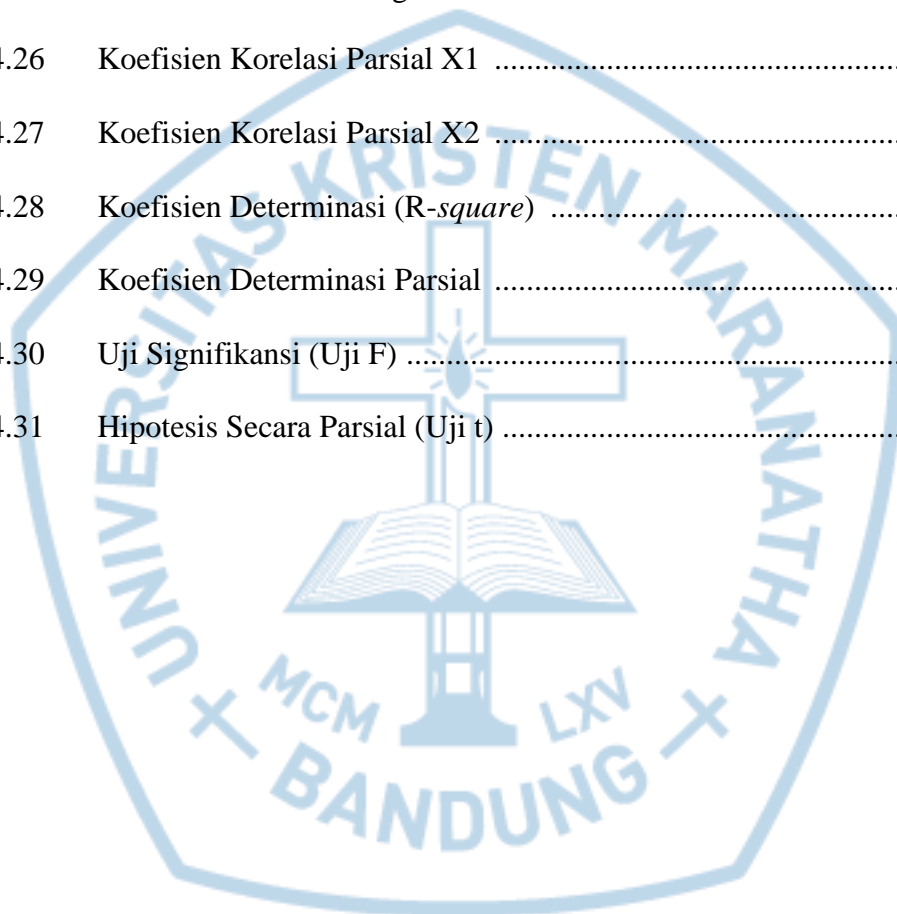 4.26 Koefisien Korelasi Parsial X1 ....................................................
4.27 Koefisien Korelasi Parsial X2 ....................................................
4.28 Koefisien Determinasi (R-square) .............................................
4.29 Koefisien Determinasi Parsial ....................................................
4.30 Uji Signifikansi (Uji F) ...............................................................
4.31 Hipotesis Secara Parsial (Uji t) ...................................................
UNIVERSITAS KRISTEN MARANATHA
MCM LXV
BANDUNG